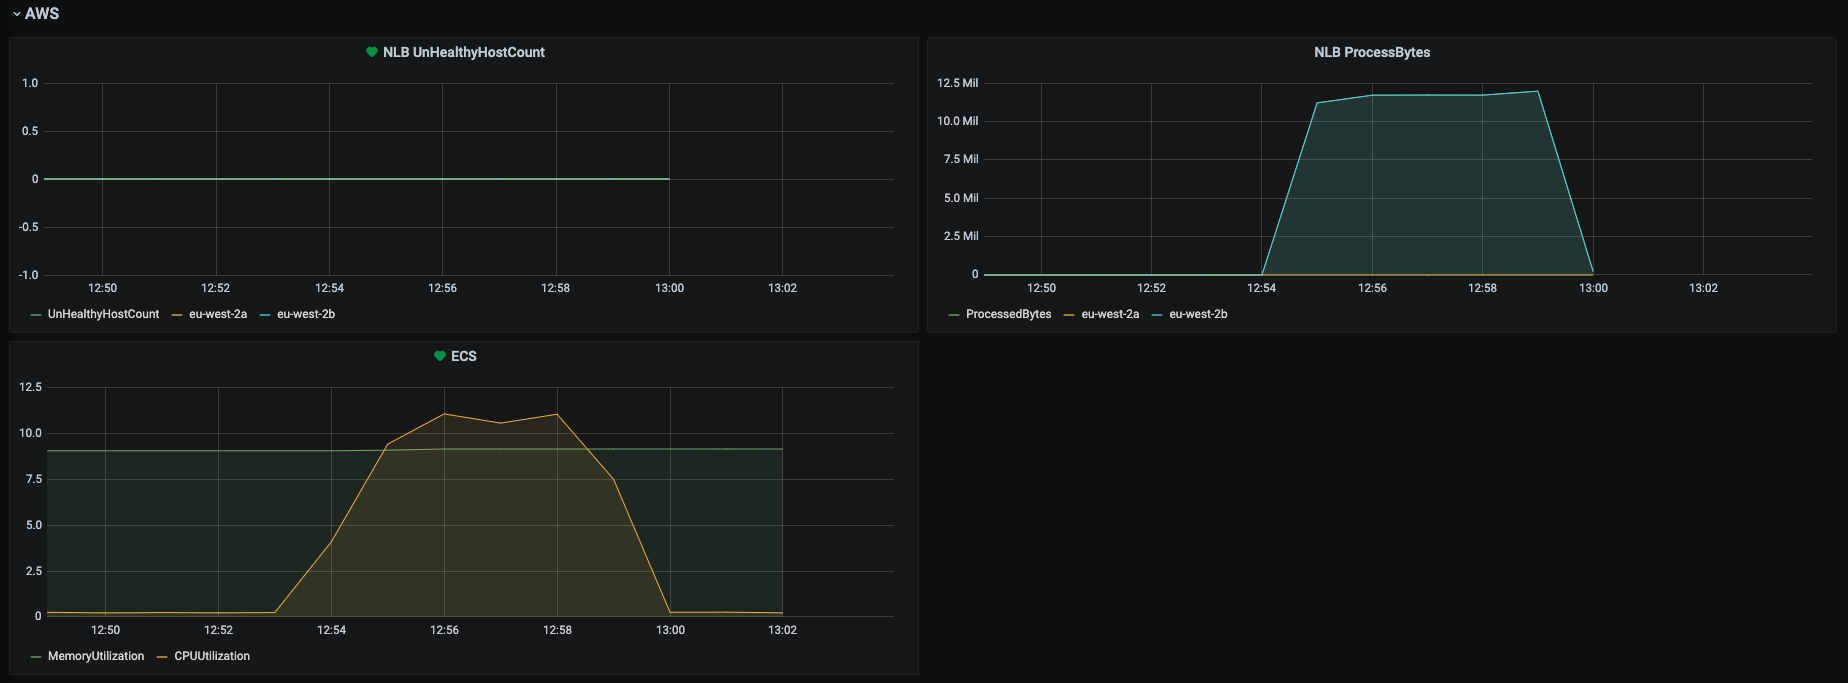 AWS
NLB UnHealthyHostCount
1.0
0.5
0
-0.5
-1.0
12:50 12:52 12:54 12:56 12:58 13:00 13:02
UnHealthyHostCount eu-west-2a eu-west-2b
NLB ProcessBytes
12.5 Mil
10.0 Mil
7.5 Mil
5.0 Mil
2.5 Mil
0
12:50 12:52 12:54 12:56 12:58 13:00 13:02
ProcessedBytes eu-west-2a eu-west-2b
ECS
12.5
10.0
7.5
5.0
2.5
0
12:50 12:52 12:54 12:56 12:58 13:00 13:02
MemoryUtilization CPUUtilization